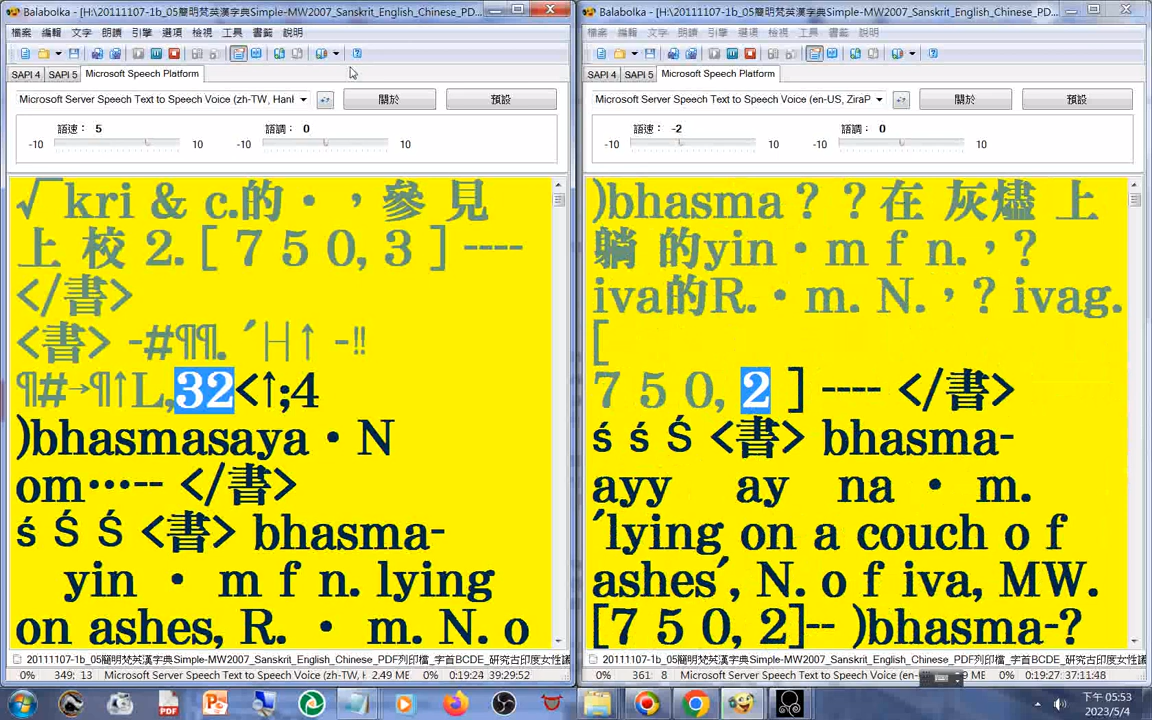 Balabolka - [H:\20111107-1b_05簡明梵英漢字典Simple-MW2007_Sanskrit_English_Chinese_PD...
檔案 編輯 文字 朗讀 引擎 選項 檢視 工具 書籤 說明
SAPI 4 SAPI 5 Microsoft Speech Platform
Microsoft Server Speech Text to Speech Voice (zh-TW, Hanl
關於
預設
語速： 5
語調： 0
-10 10 -10 10
√kri & c.的・，參 見
上 校 2. [ 7 5 0, 3 ] ----
</書>
<書> -#¶¶. ´H↑ -!!
¶#→¶↑L,32<↑;4
)bhasmasaya・N
om…-- </書>
ś Ś Ś <書> bhasma-
yin ・ m f n. lying
on ashes, R. ・ m. N. o
20111107-1b_05簡明梵英漢字典Simple-MW2007_Sanskrit_English_Chinese_PDF列印檔_字首BCDE_研究古印度女性議
0% 349; 13 Microsoft Server Speech Text to Speech Voice (zh-TW, H 2.49 ME 0% 0:19:24 39:29:52
Balabolka - [H:\20111107-1b_05簡明梵英漢字典Simple-MW2007_Sanskrit_English_Chinese_PD...
檔案 編輯 文字 朗讀 引擎 選項 檢視 工具 書籤 說明
SAPI 4 SAPI 5 Microsoft Speech Platform
Microsoft Server Speech Text to Speech Voice (en-US, ZiraP
關於
預設
語速： -2
語調： 0
-10 10 -10 10
)bhasma？？在 灰燼 上
躺 的yin・m f n.，？
iva的R.・m. N.，？ivag.
[
7 5 0, 2 ] ---- </書>
ś ś Ś <書> bhasma-
ayy ay na ・ m.
´lying on a couch o f
ashes´, N. o f iva, MW.
[7 5 0, 2]-- )bhasma-?
20111107-1b_05簡明梵英漢字典Simple-MW2007_Sanskrit_English_Chinese_PDF列印檔_字首BCDE_研究古印度女性議
0% 361: 8 Microsoft Server Speech Text to Speech Voice (en-US 0% 0:19:27 37:11:48
PDF
下午 05:53
2023/5/4